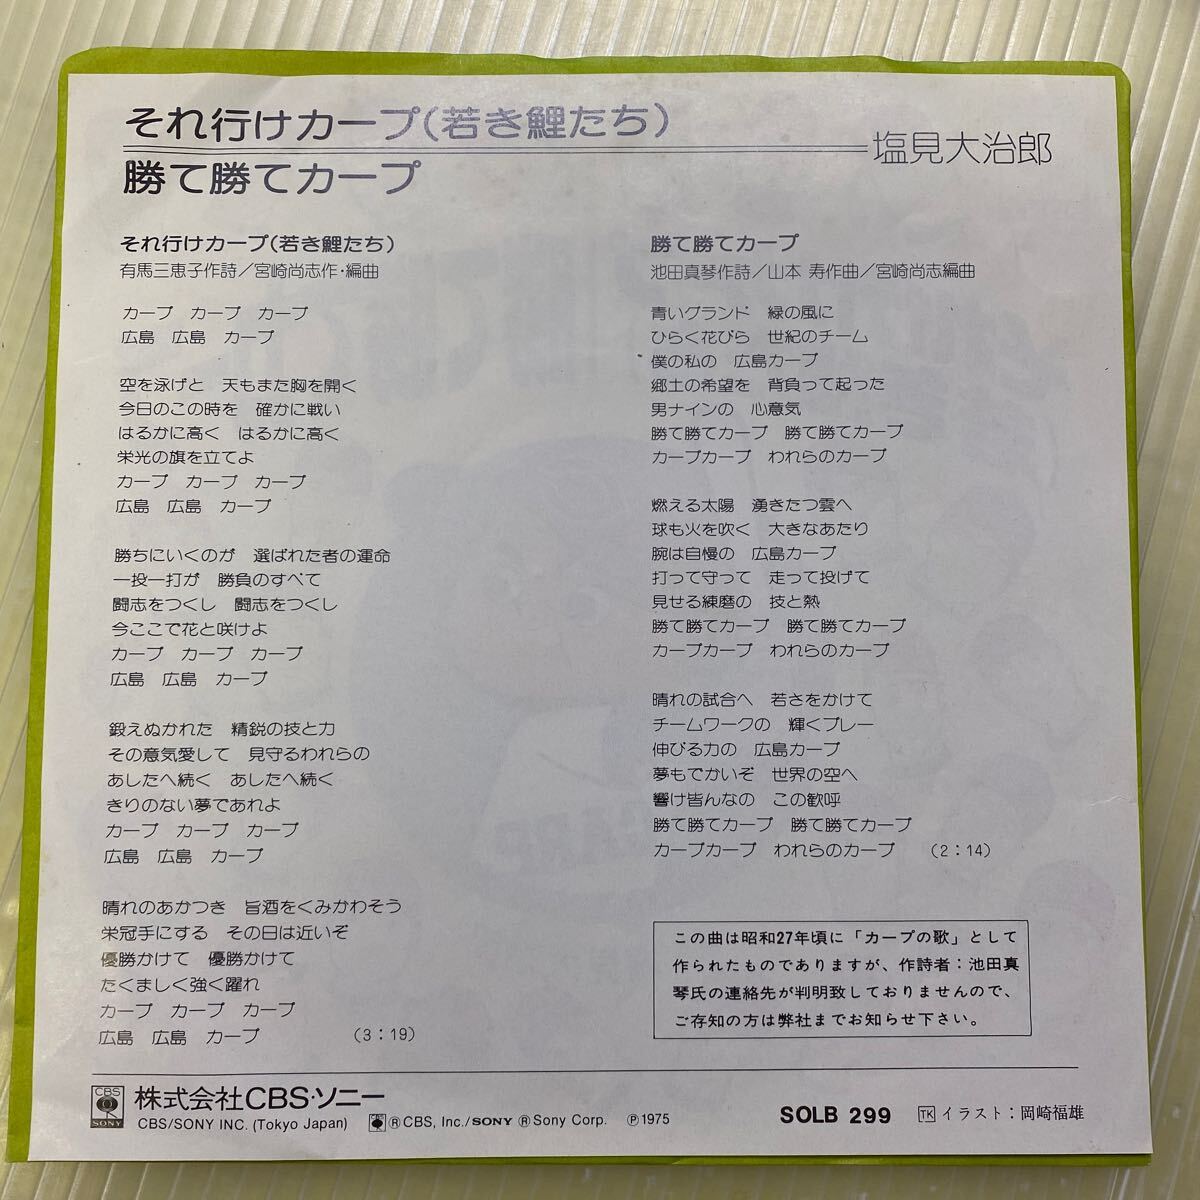 それ行けカープ(若き鯉たち)
勝て勝てカープ
塩見大治郎
それ行けカープ(若き鯉たち)
有馬三恵子作詩/宮崎尚志作・編曲
カープ カープ カープ
広島 広島 カープ
空を泳げと 天もまた胸を開く
今日のこの時を 確かに戦い
はるかに高く はるかに高く
栄光の旗を立てよ
カープ カープ カープ
広島 広島 カープ
勝ちにいくのが 選ばれた者の運命
一投一打が 勝負のすべて
闘志をつくし 闘志をつくし
今ここで花と咲けよ
カープ カープ カープ
広島 広島 カープ
鍛えぬかれた 精鋭の技と力
その意気愛して 見守るわれらの
あしたへ続く あしたへ続く
きりのない夢であれよ
カープ カープ カープ
広島 広島 カープ
晴れのあかつき 旨酒をくみかわそう
栄冠手にする その日は近いぞ
優勝かけて 優勝かけて
たくましく強く躍れ
カープ カープ カープ
広島 広島 カープ (3:19)
勝て勝てカープ
池田真琴作詩/山本 寿作曲/宮崎尚志編曲
青いグランド 緑の風に
ひらく花びら 世紀のチーム
僕の私の 広島カープ
郷土の希望を 背負って起った
男ナインの 心意気
勝て勝てカープ 勝て勝てカープ
カープカープ われらのカープ
燃える太陽 湧きたつ雲へ
球も火を吹く 大きなあたり
腕は自慢の 広島カープ
打って守って 走って投げて
見せる練磨の 技と熱
勝て勝てカープ 勝て勝てカープ
カープカープ われらのカープ
晴れの試合へ 若さをかけて
チームワークの 輝くプレー
伸びる力の 広島カープ
夢もでかいぞ 世界の空へ
響け皆んなの この歓呼
勝て勝てカープ 勝て勝てカープ
カープカープ われらのカープ (2:14)
この曲は昭和27年頃に「カープの歌」として
作られたものでありますが、作詩者:池田真
琴氏の連絡先が判明致しておりませんので、
ご存知の方は弊社までお知らせ下さい。
CBS SONY 株式会社CBS・ソニー
CBS/SONY INC. (Tokyo Japan) ®CBS, Inc./SONY ®Sony Corp. ℗1975
SOLB 299 TK イラスト:岡崎福雄